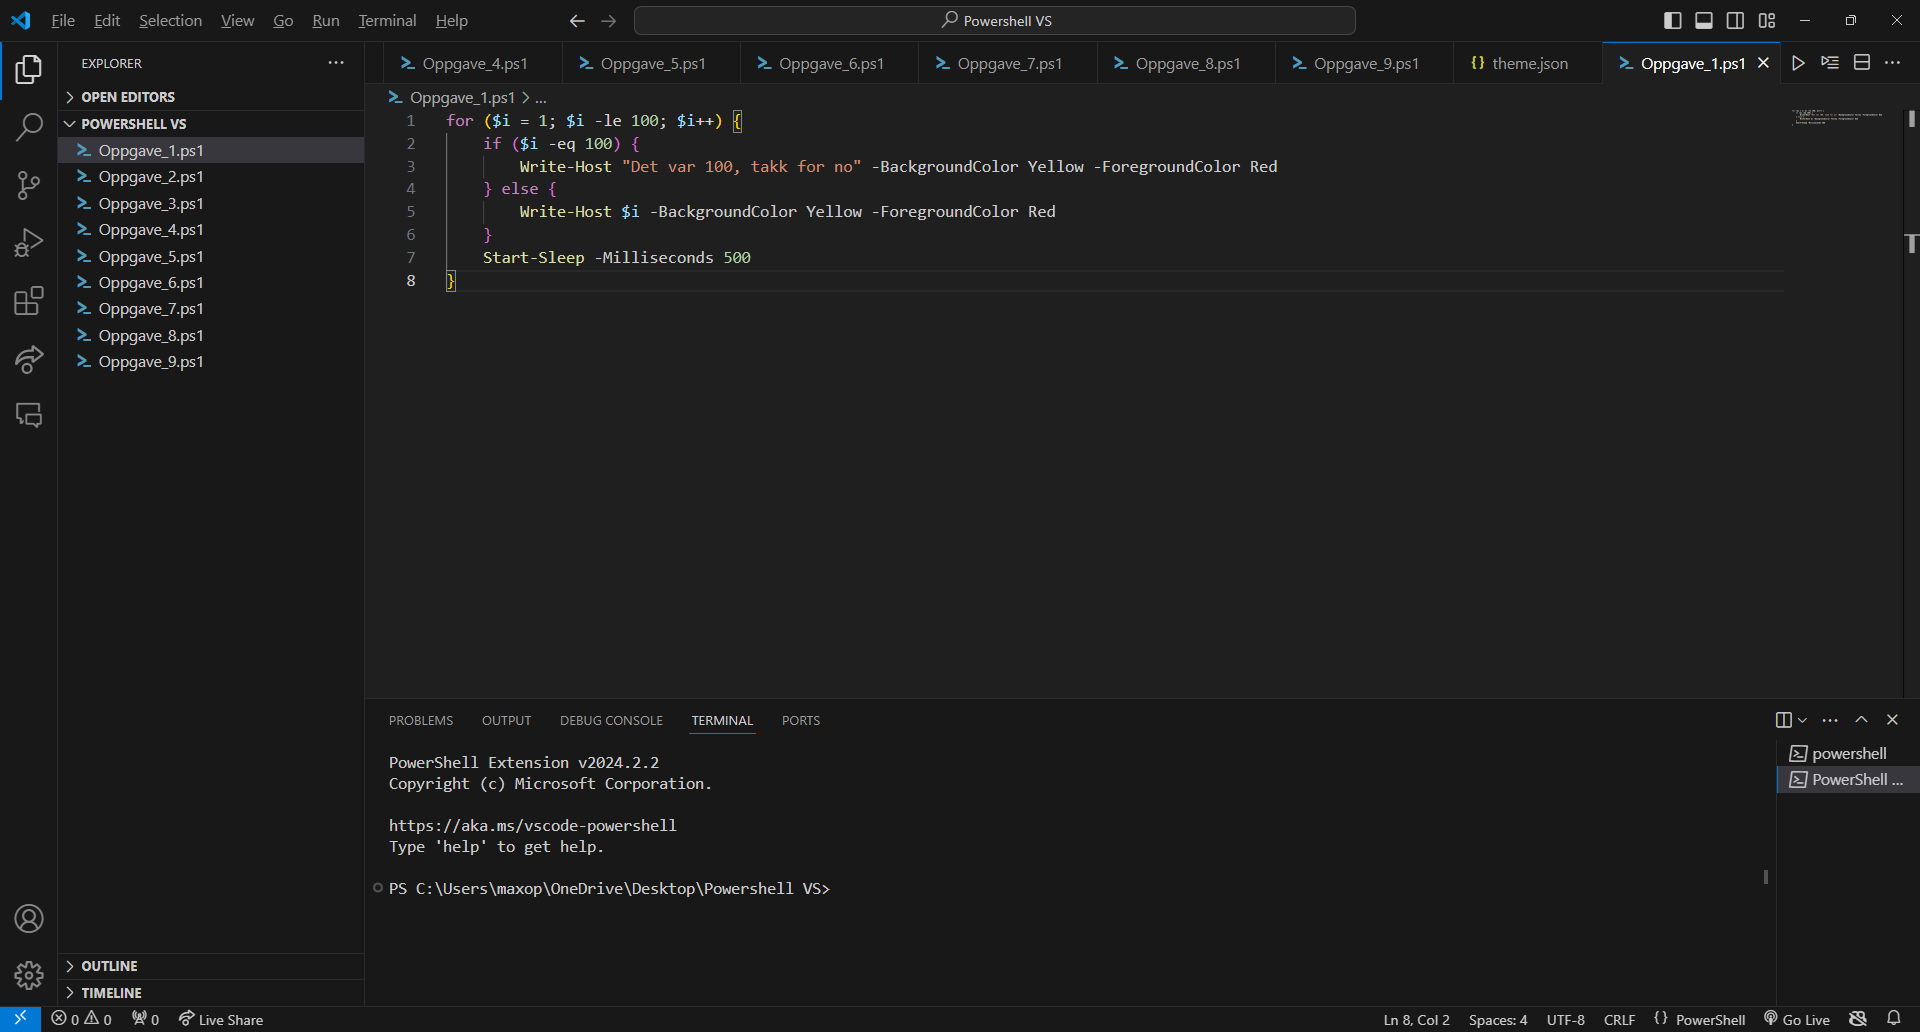 File Edit Selection View Go Run Terminal Help
Powershell VS
EXPLORER
OPEN EDITORS
POWERSHELL VS
Oppgave_1.ps1
Oppgave_2.ps1
Oppgave_3.ps1
Oppgave_4.ps1
Oppgave_5.ps1
Oppgave_6.ps1
Oppgave_7.ps1
Oppgave_8.ps1
Oppgave_9.ps1
OUTLINE
TIMELINE
Oppgave_4.ps1 Oppgave_5.ps1 Oppgave_6.ps1 Oppgave_7.ps1 Oppgave_8.ps1 Oppgave_9.ps1 {} theme.json Oppgave_1.ps1
Oppgave_1.ps1 > ...
1 for ($i = 1; $i -le 100; $i++) {
2 if ($i -eq 100) {
3 Write-Host "Det var 100, takk for no" -BackgroundColor Yellow -ForegroundColor Red
4 } else {
5 Write-Host $i -BackgroundColor Yellow -ForegroundColor Red
6 }
7 Start-Sleep -Milliseconds 500
8 }
PROBLEMS OUTPUT DEBUG CONSOLE TERMINAL PORTS
PowerShell Extension v2024.2.2
Copyright (c) Microsoft Corporation.
https://aka.ms/vscode-powershell
Type 'help' to get help.
PS C:\Users\maxop\OneDrive\Desktop\Powershell VS>
powershell
PowerShell ...
0 0 0 Live Share
Ln 8, Col 2 Spaces: 4 UTF-8 CRLF {} PowerShell Go Live